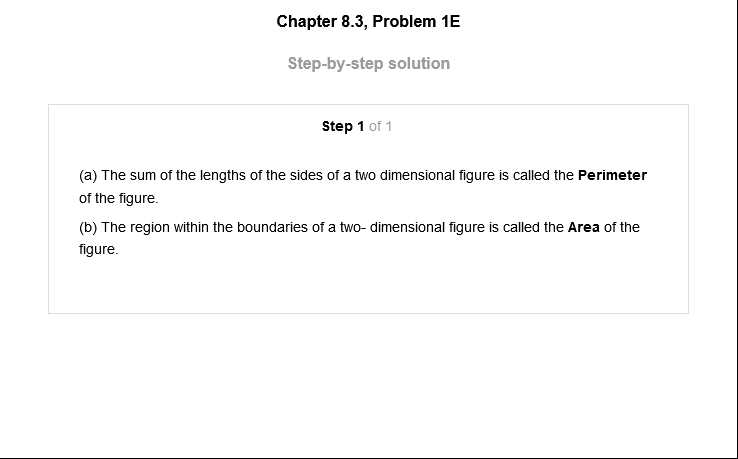 Chapter 8.3, Problem 1E
Step-by-step solution
Step 1 of 1
(a) The sum of the lengths of the sides of a two dimensional figure is called the Perimeter
of the figure.
(b) The region within the boundaries of a two- dimensional figure is called the Area of the
figure.